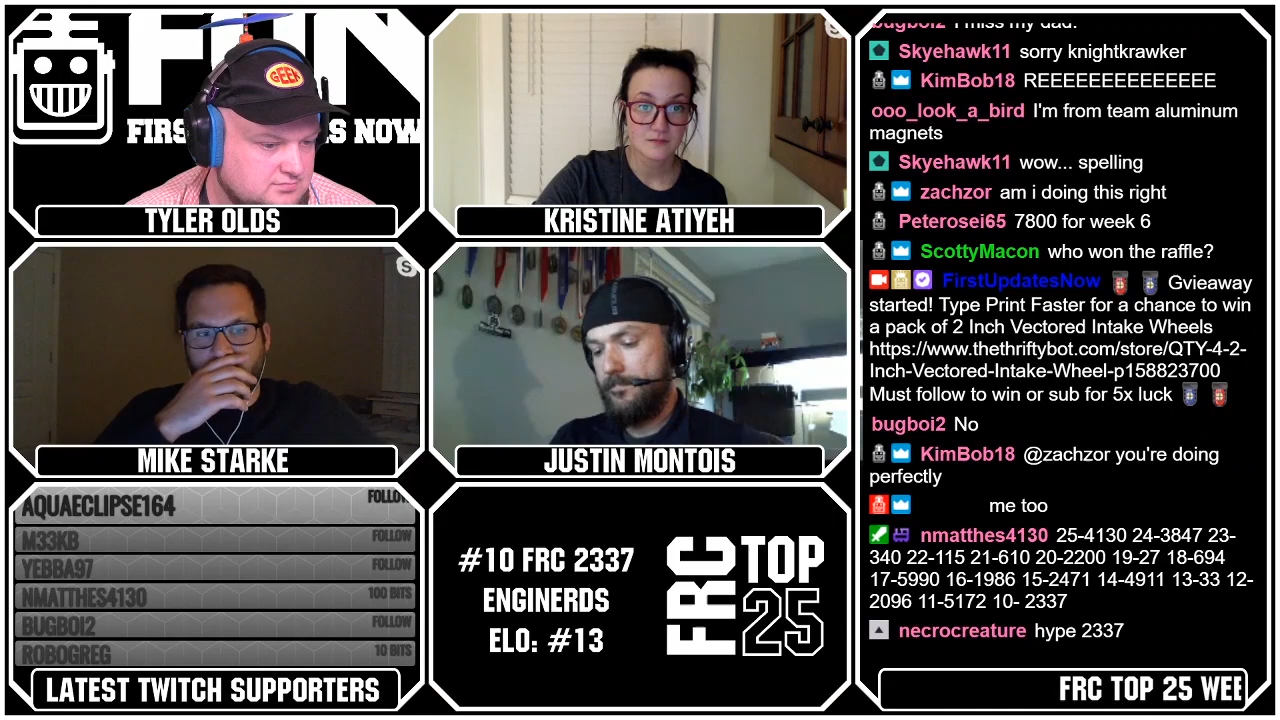 GEEK
FIRS
S NOW
TYLER OLDS
KRISTINE ATIYEH
MIKE STARKE
JUSTIN MONTOIS
AQUAECLIPSE164 FOLLOW
M33KB FOLLOW
YEBBA97 FOLLOW
NMATTHES4130 100 BITS
BUGBOI2 FOLLOW
ROBOGREG 10 BITS
LATEST TWITCH SUPPORTERS
#10 FRC 2337
ENGINERDS
ELO: #13
FRC TOP 25
bugboi2 I miss my dad.
Skyehawk11 sorry knightkrawker
KimBob18 REEEEEEEEEEEEEE
ooo_look_a_bird I'm from team aluminum
magnets
Skyehawk11 wow... spelling
zachzor am i doing this right
Peterosei65 7800 for week 6
ScottyMacon who won the raffle?
FirstUpdatesNow Gvieaway
started! Type Print Faster for a chance to win
a pack of 2 Inch Vectored Intake Wheels
https://www.thethriftybot.com/store/QTY-4-2-
Inch-Vectored-Intake-Wheel-p158823700
Must follow to win or sub for 5x luck
bugboi2 No
KimBob18 @zachzor you're doing
perfectly
me too
nmatthes4130 25-4130 24-3847 23-
340 22-115 21-610 20-2200 19-27 18-694
17-5990 16-1986 15-2471 14-4911 13-33 12-
2096 11-5172 10- 2337
necrocreature hype 2337
FRC TOP 25 WEE